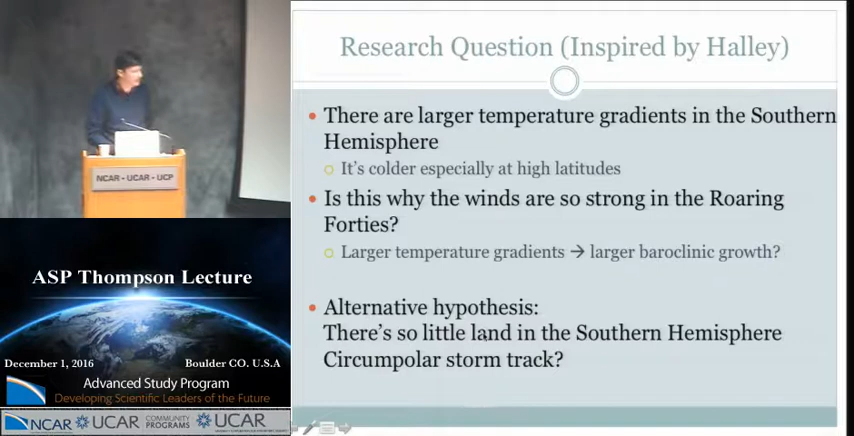 Research Question (Inspired by Halley)
• There are larger temperature gradients in the Southern
Hemisphere
It's colder especially at high latitudes
• Is this why the winds are so strong in the Roaring
Forties?
Larger temperature gradients → larger baroclinic growth?
• Alternative hypothesis:
There's so little land in the Southern Hemisphere
Circumpolar storm track?
NCAR - UCAR - UCP
ASP Thompson Lecture
December 1, 2016
Boulder CO. U.S.A
Advanced Study Program
Developing Scientific Leaders of the Future
NCAR
UCAR
COMMUNITY
PROGRAMS
UCAR